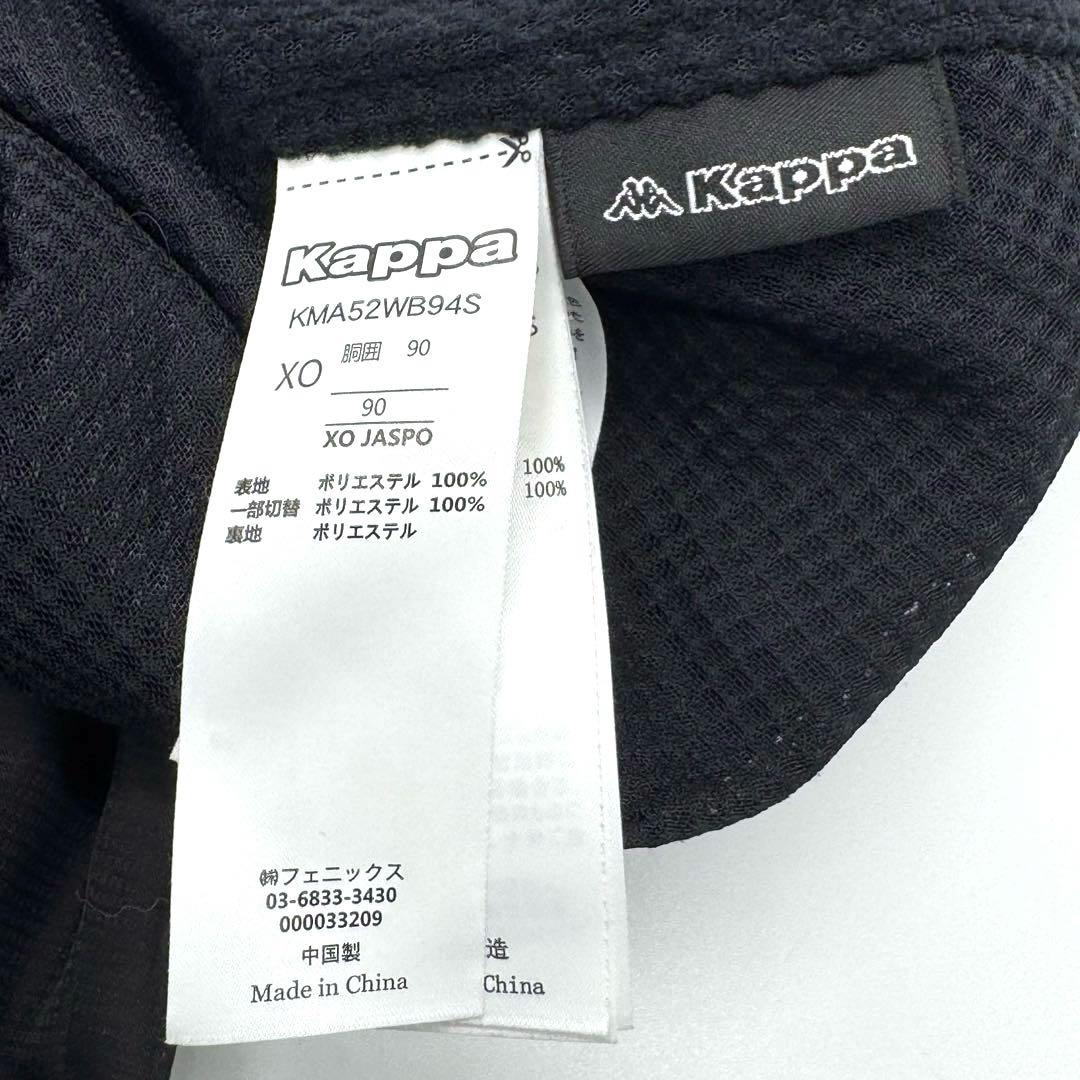 Kappa
Kappa
KMA52WB94S
XO
胴囲 90
90
XO JASPO
表地 ポリエステル 100%
一部切替 ポリエステル 100%
裏地 ポリエステル
100%
100%
㈱フェニックス
03-6833-3430
000033209
中国製
Made in China
造
China